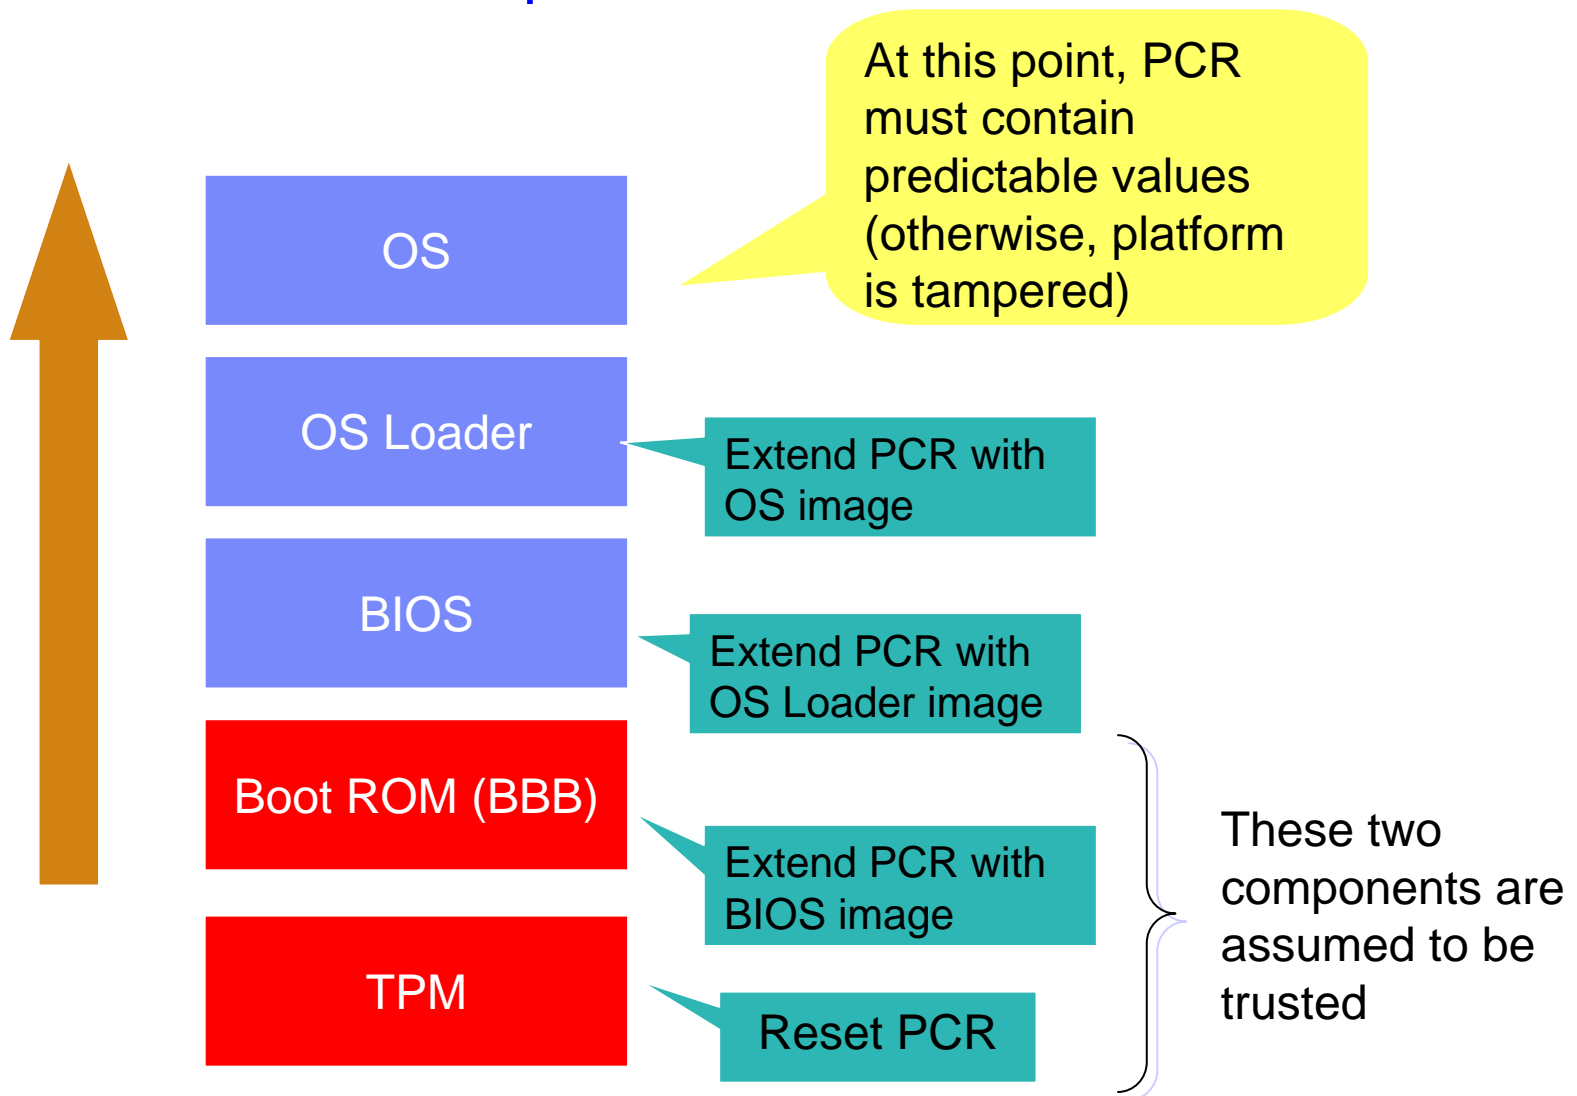 At this point, PCR
must contain
predictable values
(otherwise, platform
is tampered)
OS
OS Loader
Extend PCR with
OS image
BIOS
Extend PCR with
OS Loader image
Boot ROM (BBB)
Extend PCR with
BIOS image
These two
components are
assumed to be
trusted
TPM
Reset PCR